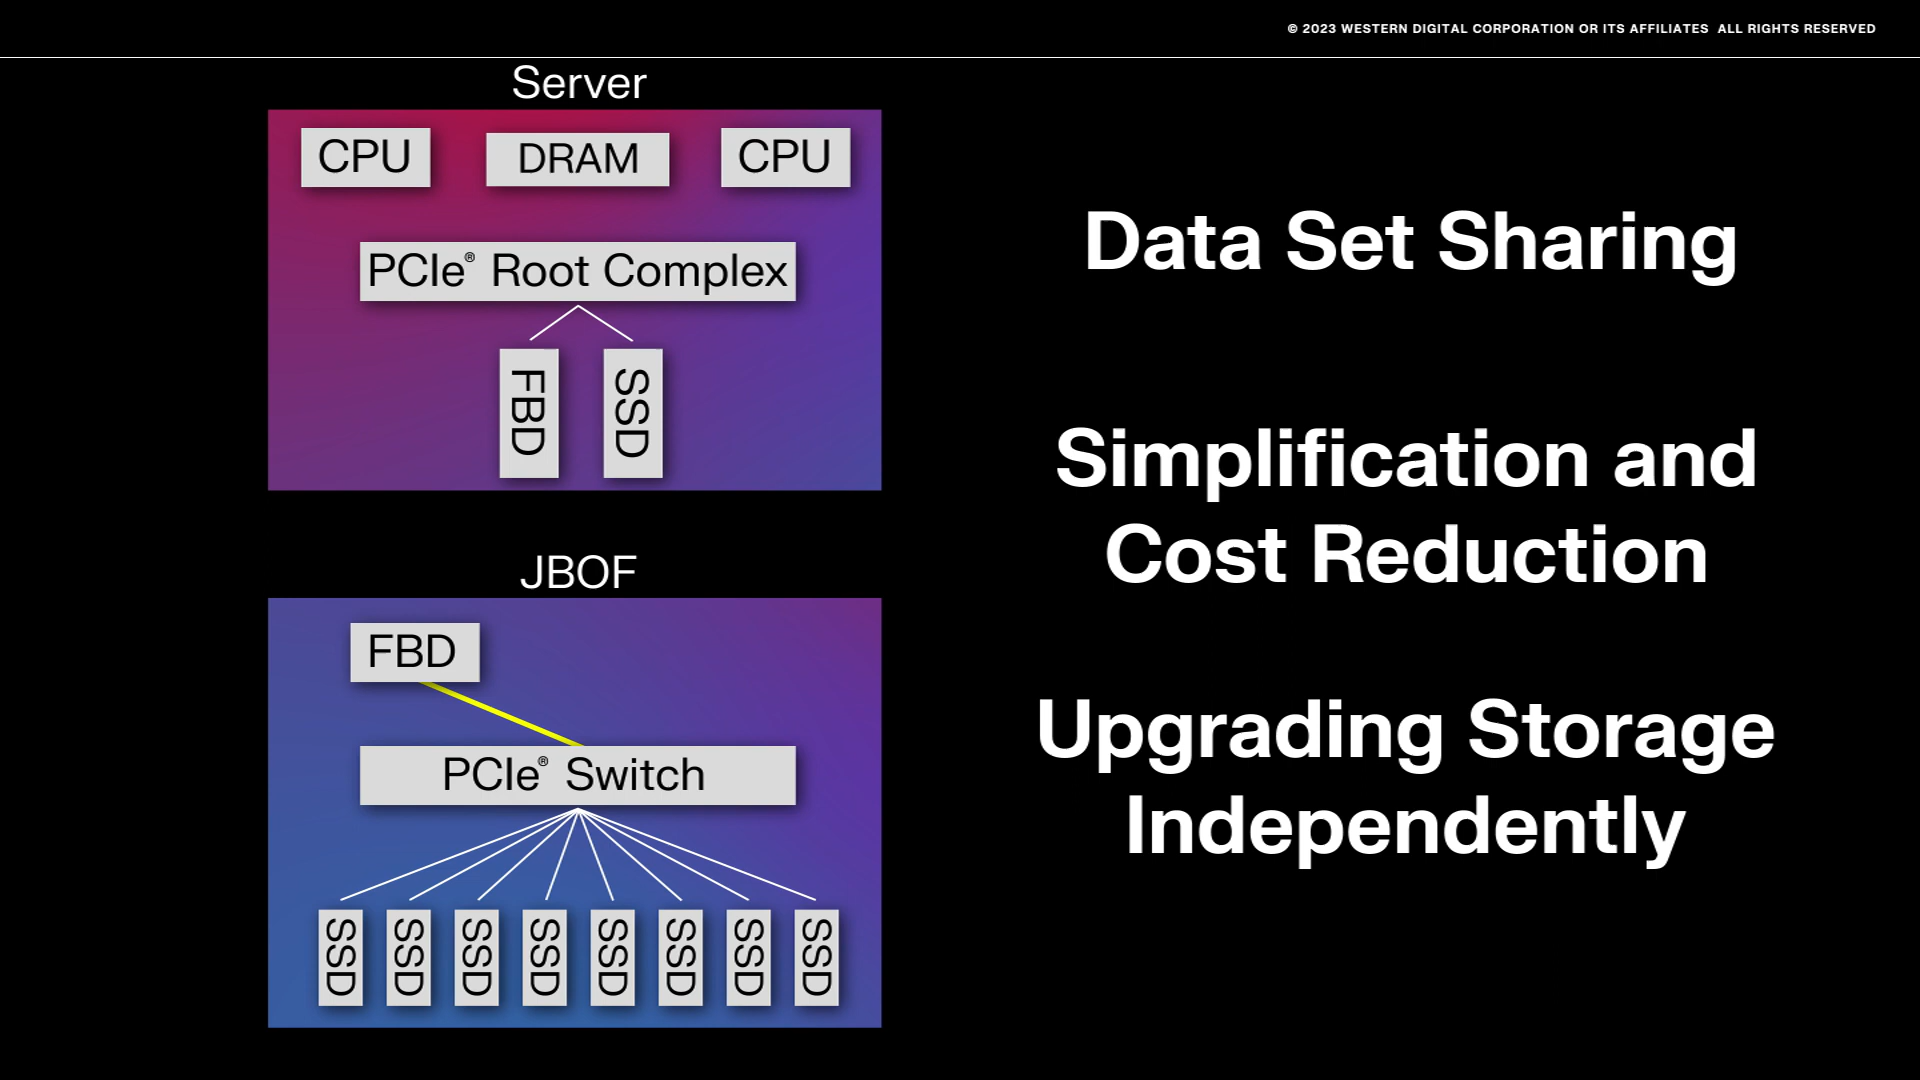 © 2023 WESTERN DIGITAL CORPORATION OR ITS AFFILIATES ALL RIGHTS RESERVED
Server
CPU
DRAM
CPU
PCIe® Root Complex
FBD
SSD
JBOF
FBD
PCIe® Switch
SSD
SSD
SSD
SSD
SSD
SSD
SSD
SSD
Data Set Sharing
Simplification and
Cost Reduction
Upgrading Storage
Independently